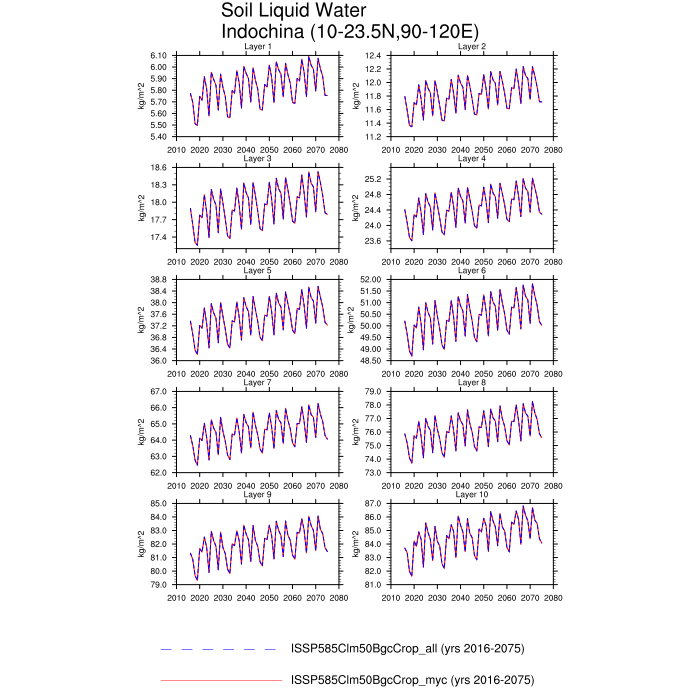 Soil Liquid Water
Indochina (10-23.5N,90-120E)
Layer 1
6.10
6.00
5.90
5.80
5.70
5.60
5.50
5.40
kg/m^2
2010 2020 2030 2040 2050 2060 2070 2080
Layer 2
12.4
12.2
12.0
11.8
11.6
11.4
11.2
kg/m^2
2010 2020 2030 2040 2050 2060 2070 2080
Layer 3
18.6
18.3
18.0
17.7
17.4
kg/m^2
2010 2020 2030 2040 2050 2060 2070 2080
Layer 4
25.2
24.8
24.4
24.0
23.6
kg/m^2
2010 2020 2030 2040 2050 2060 2070 2080
Layer 5
38.8
38.4
38.0
37.6
37.2
36.8
36.4
36.0
kg/m^2
2010 2020 2030 2040 2050 2060 2070 2080
Layer 6
52.00
51.50
51.00
50.50
50.00
49.50
49.00
48.50
kg/m^2
2010 2020 2030 2040 2050 2060 2070 2080
Layer 7
67.0
66.0
65.0
64.0
63.0
62.0
kg/m^2
2010 2020 2030 2040 2050 2060 2070 2080
Layer 8
79.0
78.0
77.0
76.0
75.0
74.0
73.0
kg/m^2
2010 2020 2030 2040 2050 2060 2070 2080
Layer 9
85.0
84.0
83.0
82.0
81.0
80.0
79.0
kg/m^2
2010 2020 2030 2040 2050 2060 2070 2080
Layer 10
87.0
86.0
85.0
84.0
83.0
82.0
81.0
kg/m^2
2010 2020 2030 2040 2050 2060 2070 2080
ISSP585Clm50BgcCrop_all (yrs 2016-2075)
ISSP585Clm50BgcCrop_myc (yrs 2016-2075)